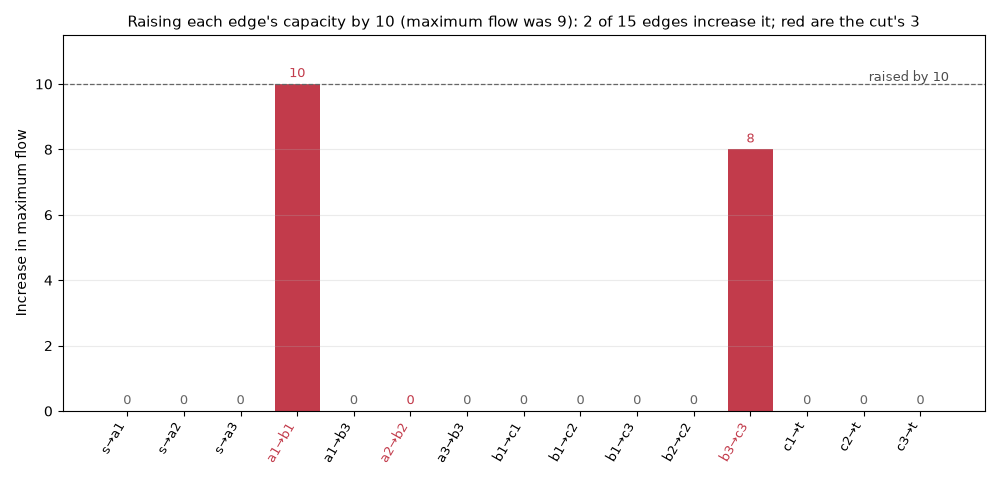 Raising each edge's capacity by 10 (maximum flow was 9): 2 of 15 edges increase it; red are the cut's 3
Increase in maximum flow
10
8
6
4
2
0
raised by 10
0
0
0
10
0
0
0
0
0
0
0
8
0
0
0
s→a1
s→a2
s→a3
a1→b1
a1→b3
a2→b2
a3→b3
b1→c1
b1→c2
b1→c3
b2→c2
b3→c3
c1→t
c2→t
c3→t